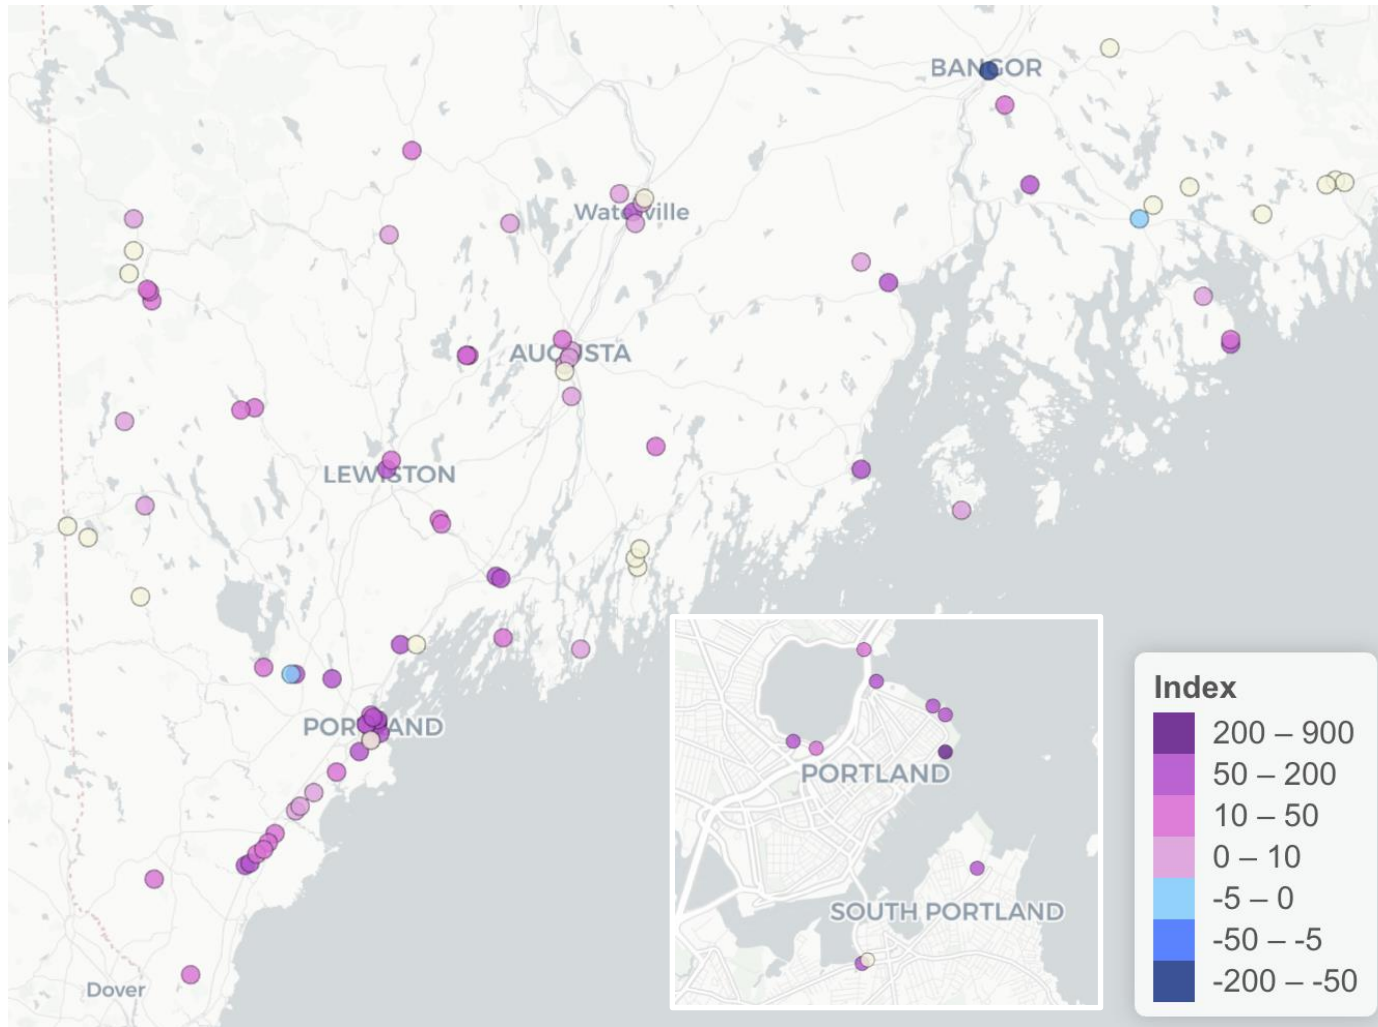 BANGOR
Waterville
AUGUSTA
LEWISTON
PORTLAND
PORTLAND
SOUTH PORTLAND
Dover
Index
200 – 900
50 – 200
10 – 50
0 – 10
-5 – 0
-50 – -5
-200 – -50